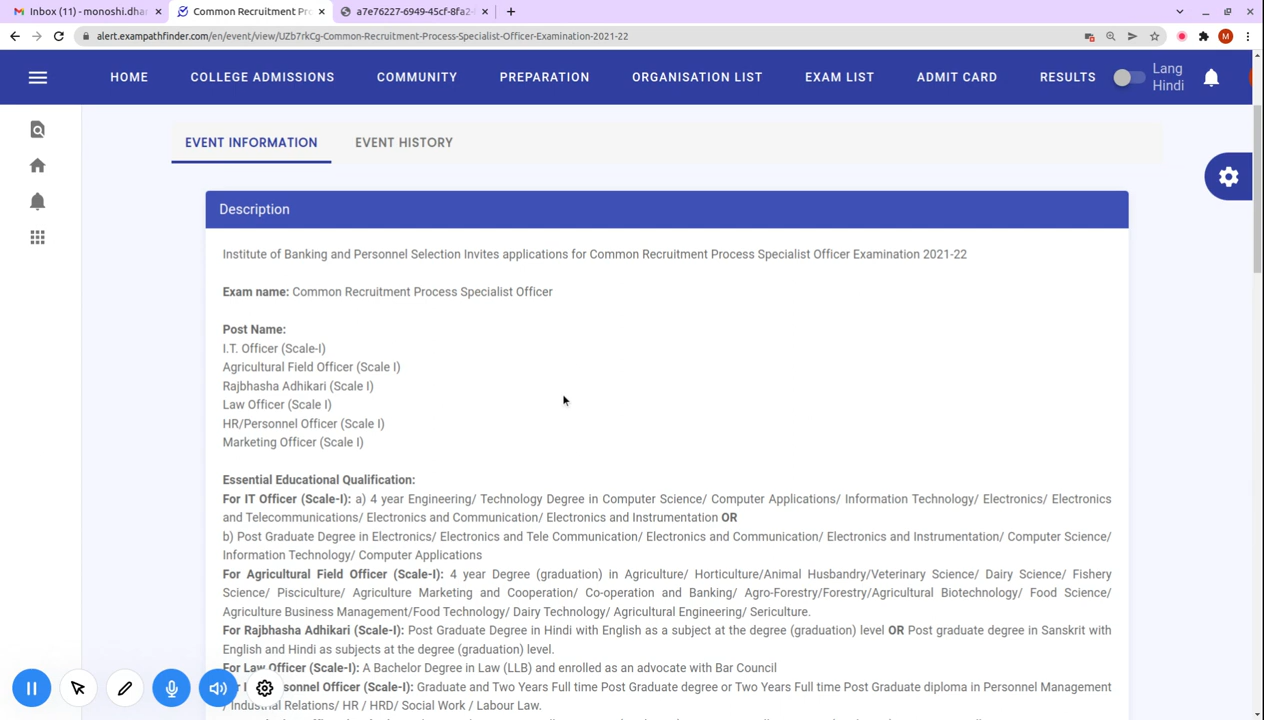 Inbox (11) - monoshi.dhar
Common Recruitment Pr
a7e76227-6949-45cf-8fa2-
alert.exampathfinder.com/en/event/view/UZb7rkCg-Common-Recruitment-Process-Specialist-Officer-Examination-2021-22
M
HOME
COLLEGE ADMISSIONS
COMMUNITY
PREPARATION
ORGANISATION LIST
EXAM LIST
ADMIT CARD
RESULTS
Lang
Hindi
EVENT INFORMATION
EVENT HISTORY
Description
Institute of Banking and Personnel Selection Invites applications for Common Recruitment Process Specialist Officer Examination 2021-22
Exam name: Common Recruitment Process Specialist Officer
Post Name:
I.T. Officer (Scale-I)
Agricultural Field Officer (Scale I)
Rajbhasha Adhikari (Scale I)
Law Officer (Scale I)
HR/Personnel Officer (Scale I)
Marketing Officer (Scale I)
Essential Educational Qualification:
For IT Officer (Scale-I): a) 4 year Engineering/ Technology Degree in Computer Science/ Computer Applications/ Information Technology/ Electronics/ Electronics
and Telecommunications/ Electronics and Communication/ Electronics and Instrumentation OR
b) Post Graduate Degree in Electronics/ Electronics and Tele Communication/ Electronics and Communication/ Electronics and Instrumentation/ Computer Science/
Information Technology/ Computer Applications
For Agricultural Field Officer (Scale-I): 4 year Degree (graduation) in Agriculture/ Horticulture/Animal Husbandry/Veterinary Science/ Dairy Science/ Fishery
Science/ Pisciculture/ Agriculture Marketing and Cooperation/ Co-operation and Banking/ Agro-Forestry/Forestry/Agricultural Biotechnology/ Food Science/
Agriculture Business Management/Food Technology/ Dairy Technology/ Agricultural Engineering/ Sericulture.
For Rajbhasha Adhikari (Scale-I): Post Graduate Degree in Hindi with English as a subject at the degree (graduation) level OR Post graduate degree in Sanskrit with
English and Hindi as subjects at the degree (graduation) level.
For Law Officer (Scale-I): A Bachelor Degree in Law (LLB) and enrolled as an advocate with Bar Council
Personnel Officer (Scale-I): Graduate and Two Years Full time Post Graduate degree or Two Years Full time Post Graduate diploma in Personnel Management
/ Industrial Relations/ HR / HRD/ Social Work / Labour Law.